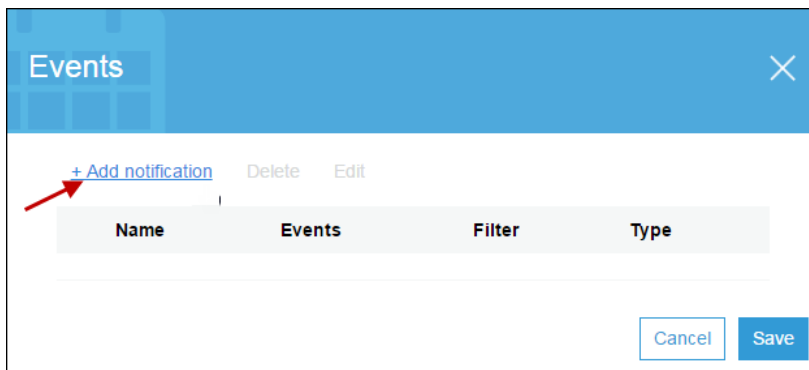 Events
+ Add notification Delete Edit
Name Events Filter Type
Cancel Save